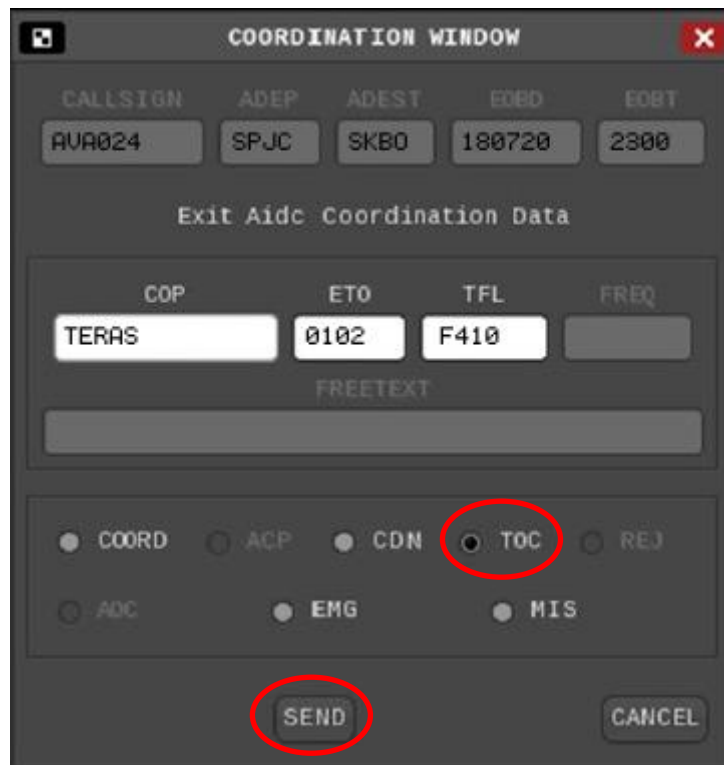 COORDINATION WINDOW
CALLSIGN ADEP ADEST EOBD EOBT
AVA024 SPJC SKBO 180720 2300
Exit Aidc Coordination Data
COP ETO TFL FREQ
TERAS 0102 F410
FREETEXT
COORD ACP CDN TOC REJ
AOC EMG MIS
SEND CANCEL